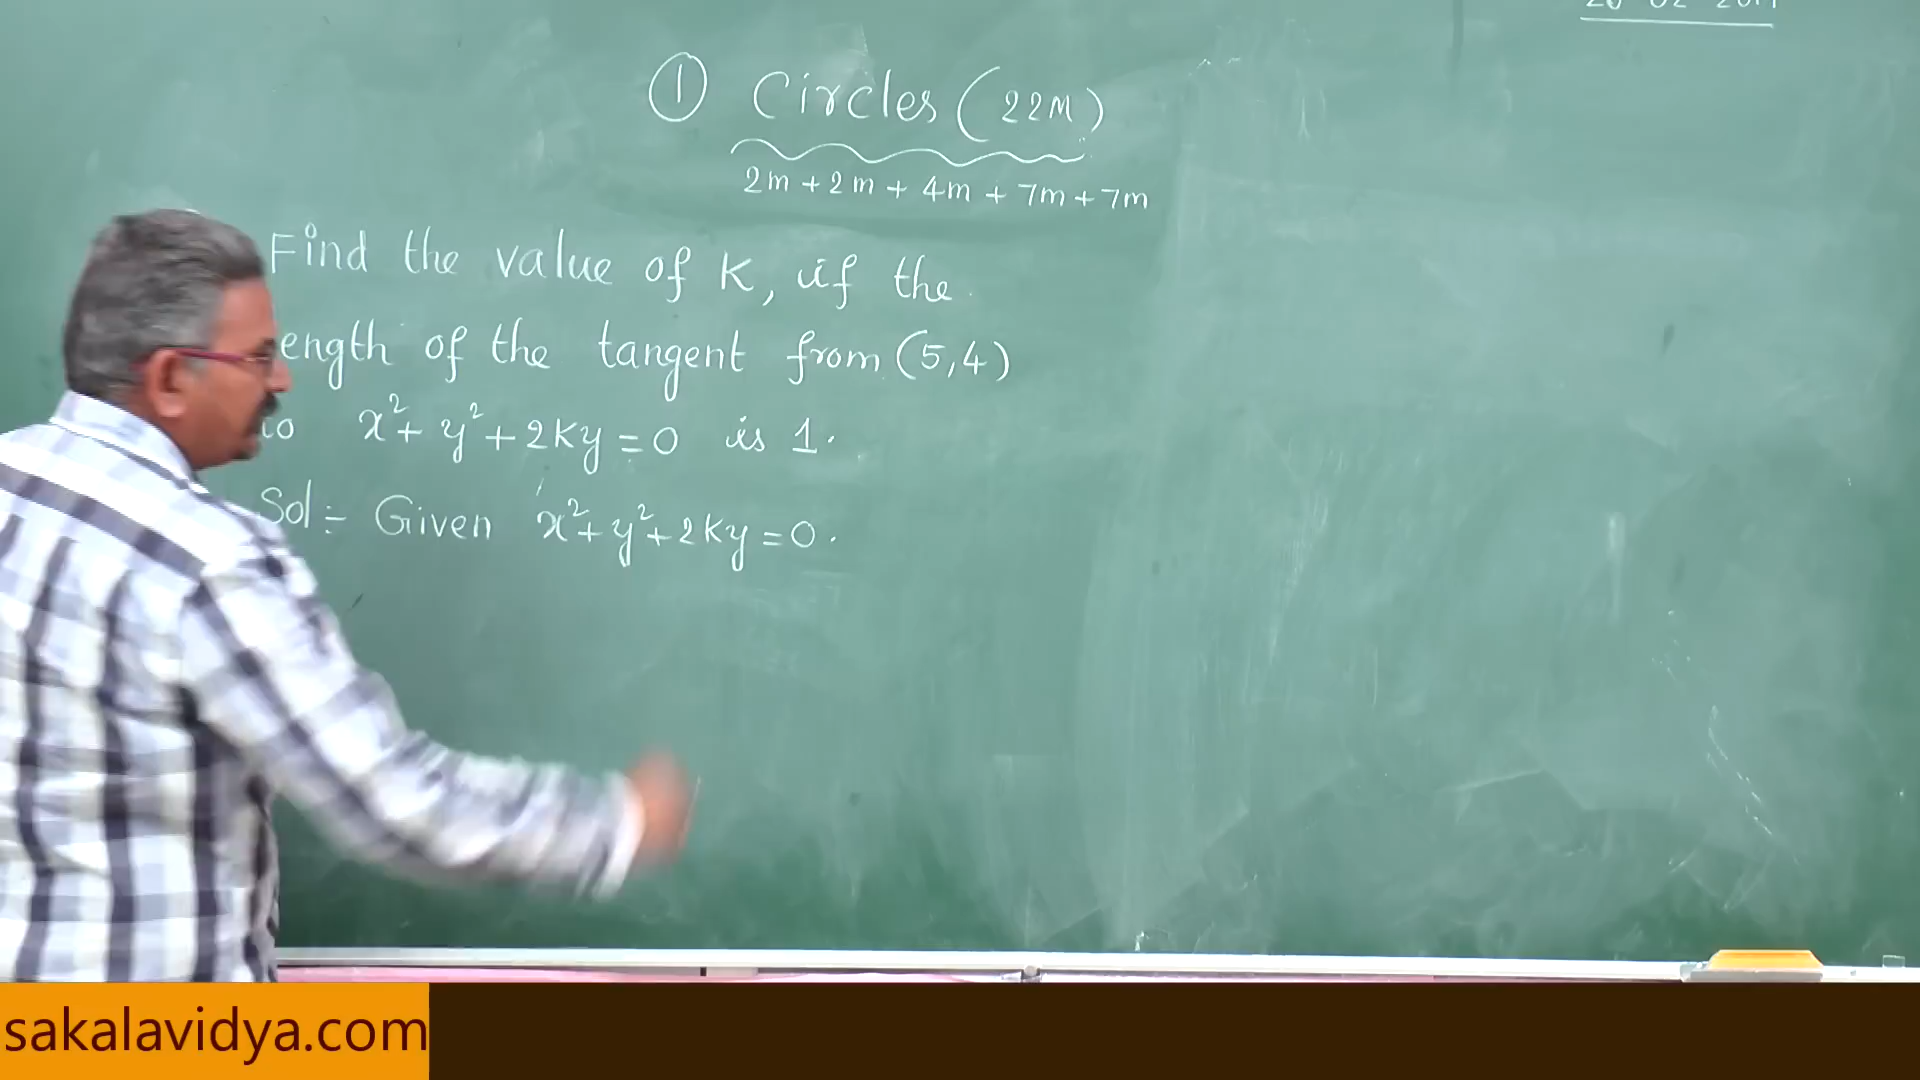 ① Circles (22M)
2m + 2m + 4m + 7m + 7m
Find the value of K, if the
ength of the tangent from (5,4)
to x²+ y²+ 2Ky = 0 is 1.
Sol:- Given x²+ y²+ 2Ky = 0.
sakalavidya.com